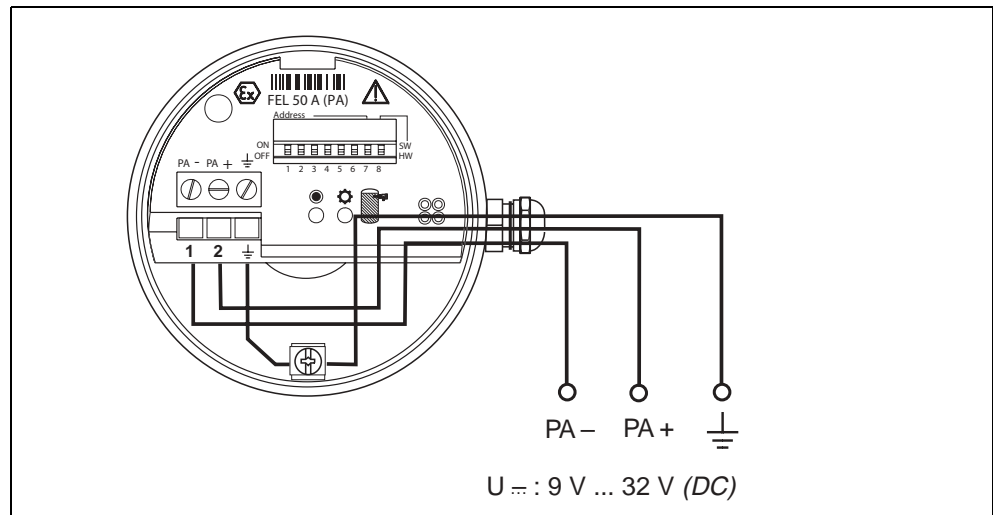 Ex
FEL 50 A (PA)
Address
ON
OFF
SW
HW
1 2 3 4 5 6 7 8
PA - PA +
1 2
PA – PA +
U ⎓ : 9 V ... 32 V (DC)